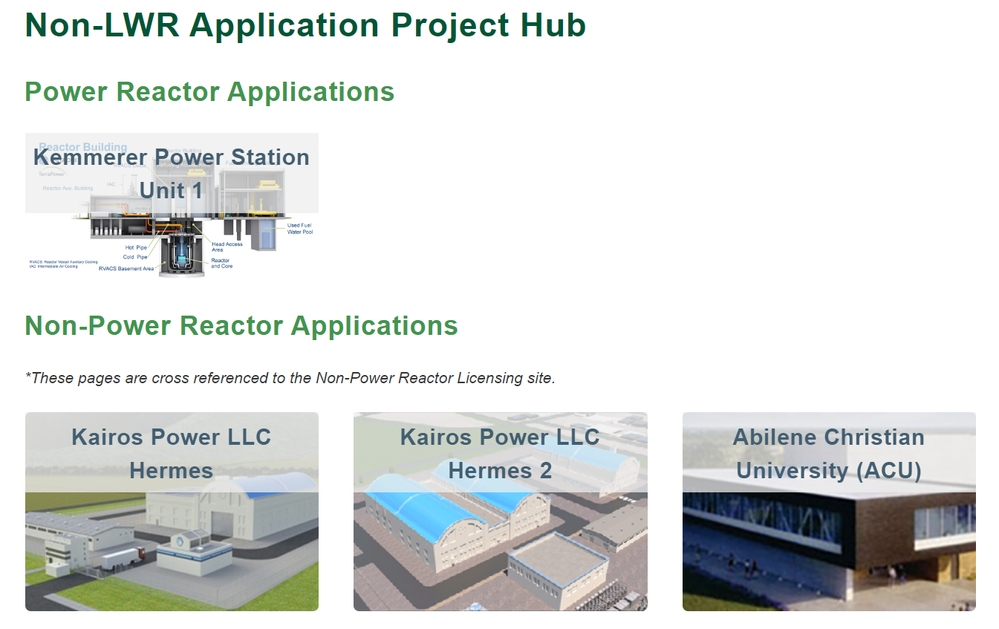 Non-LWR Application Project Hub
Power Reactor Applications
Reactor Building
Kemmerer Power Station
Unit 1
TerraPower
Reactor Aux. Building
IAC
Used Fuel
Water Pool
Hot Pipe
Cold Pipe
Head Access
Area
Reactor
and Core
RVACS: Reactor Vessel Auxiliary Cooling
IAC: Intermediate Air Cooling
RVACS Basement Area
Non-Power Reactor Applications
*These pages are cross referenced to the Non-Power Reactor Licensing site.
Kairos Power LLC
Hermes
Kairos Power LLC
Hermes 2
Abilene Christian
University (ACU)